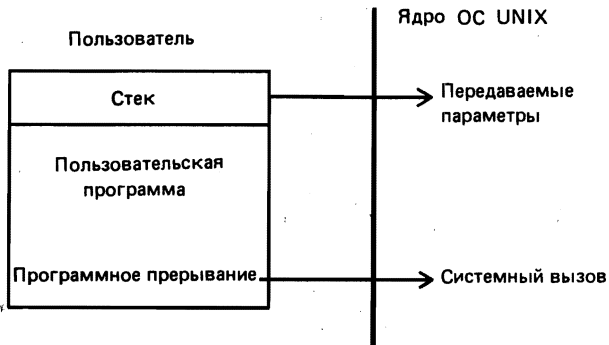 Ядро ОС UNIX
Пользователь
Стек
Передаваемые
параметры
Пользовательская
программа
Программное прерывание
Системный вызов